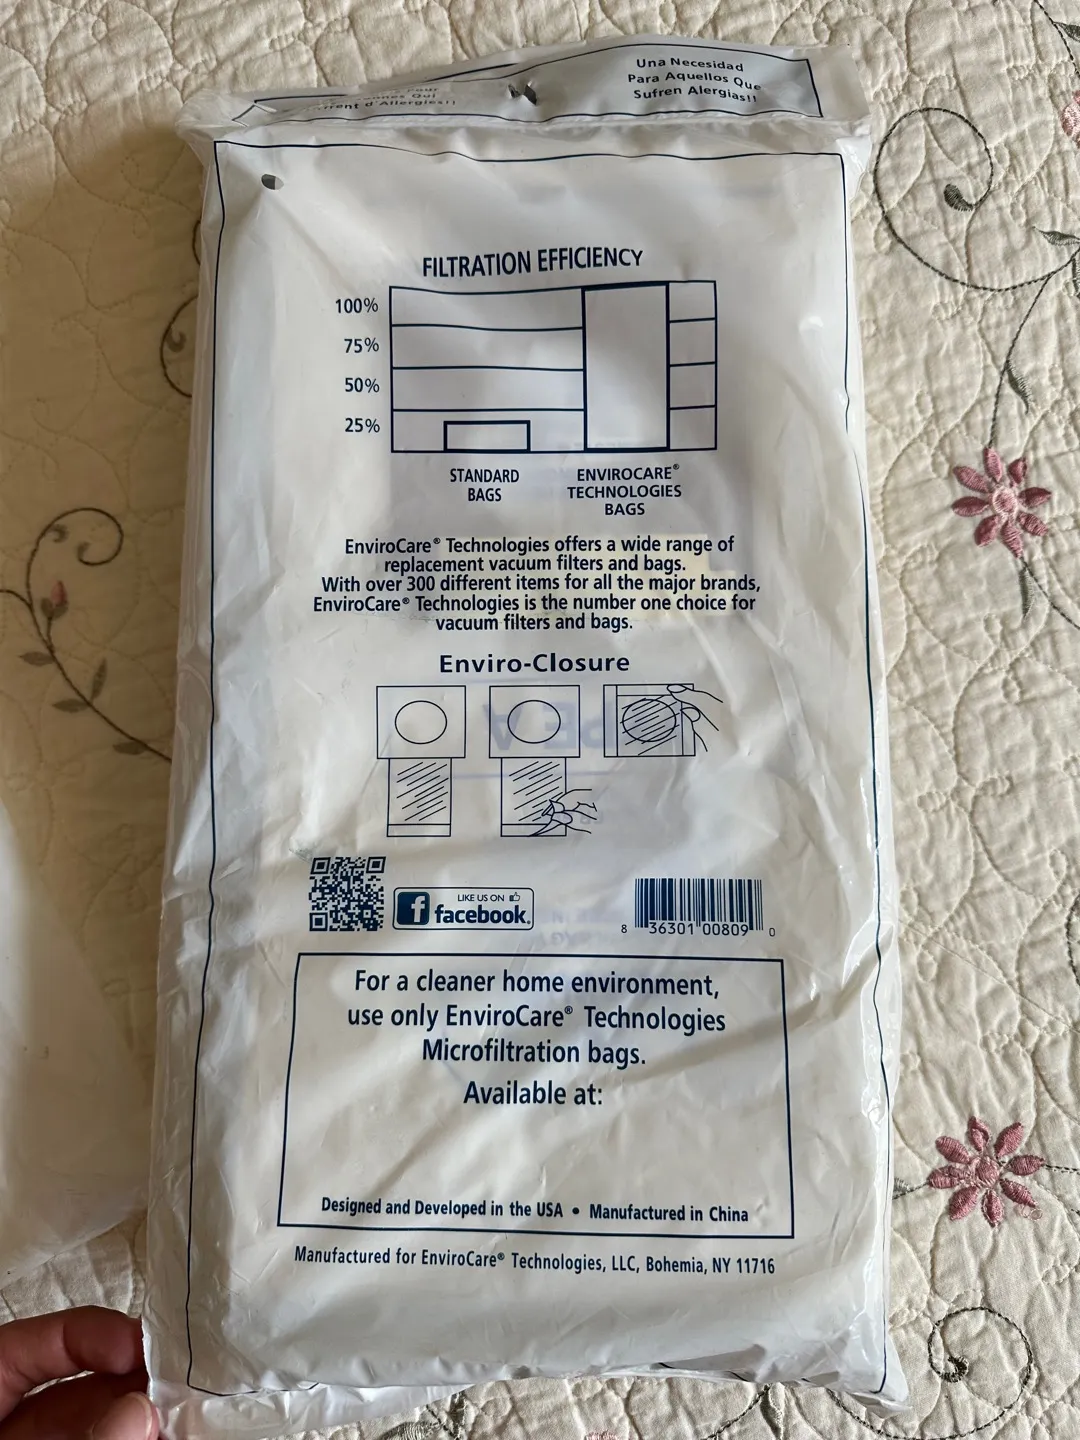 Pour
Qui
d'Allergies!!
Una Necesidad
Para Aquellos Que
Sufren Alergias!!
FILTRATION EFFICIENCY
100%
75%
50%
25%
STANDARD
BAGS
ENVIROCARE®
TECHNOLOGIES
BAGS
EnviroCare® Technologies offers a wide range of
replacement vacuum filters and bags.
With over 300 different items for all the major brands,
EnviroCare® Technologies is the number one choice for
vacuum filters and bags.
Enviro-Closure
LIKE US ON
facebook.
8 36301 00809 0
For a cleaner home environment,
use only EnviroCare® Technologies
Microfiltration bags.
Available at:
Designed and Developed in the USA • Manufactured in China
Manufactured for EnviroCare® Technologies, LLC, Bohemia, NY 11716